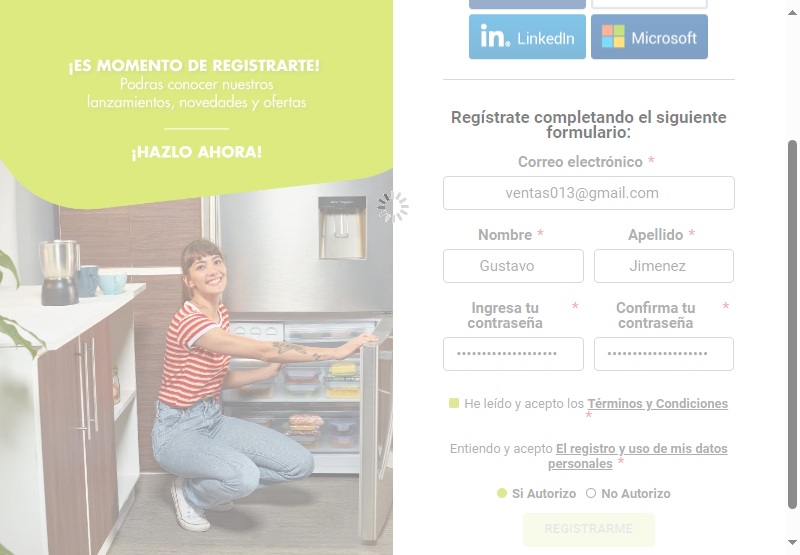 ¡ES MOMENTO DE REGISTRARTE!
Podras conocer nuestros
lanzamientos, novedades y ofertas
¡HAZLO AHORA!
in. LinkedIn
Microsoft
Regístrate completando el siguiente
formulario:
Correo electrónico *
ventas013@gmail.com
Nombre * Apellido *
Gustavo Jimenez
Ingresa tu
contraseña *
Confirma tu
contraseña *
He leído y acepto los Términos y Condiciones
*
Entiendo y acepto El registro y uso de mis datos
personales *
Si Autorizo No Autorizo
REGISTRARME